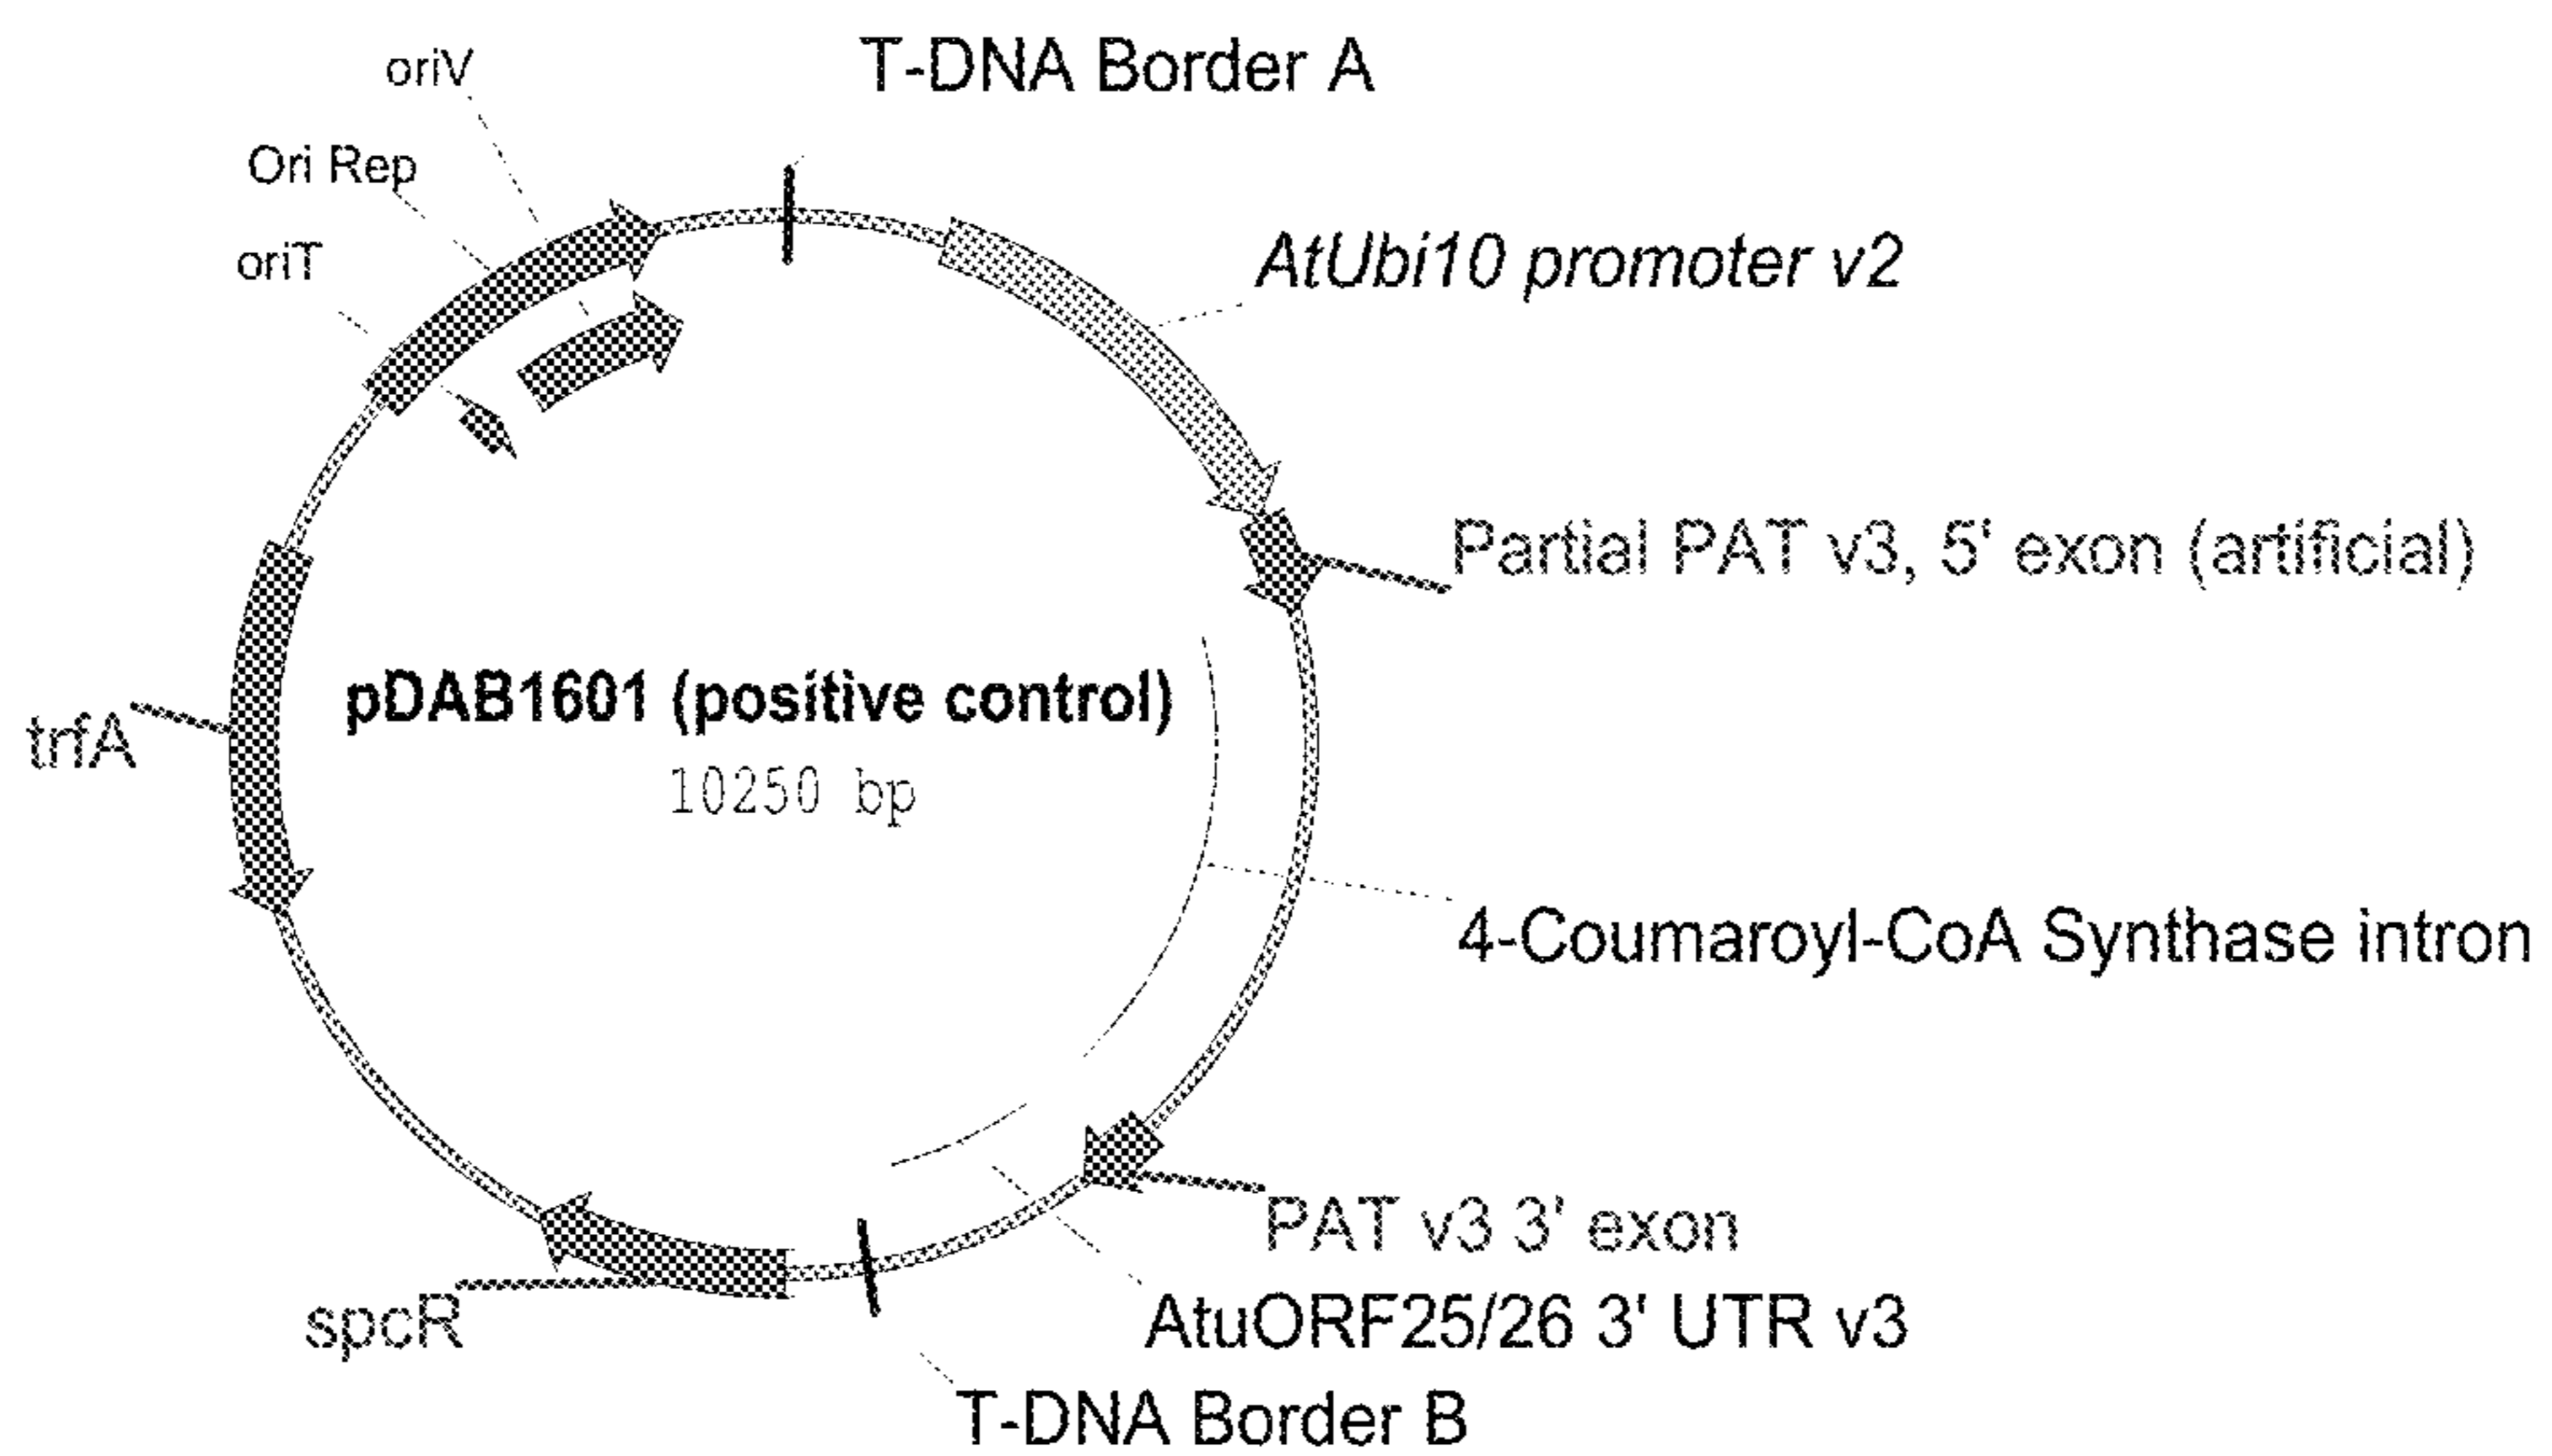 oriV
T-DNA Border A
Ori Rep
oriT
AtUbi10 promoter v2
Partial PAT v3, 5' exon (artificial)
pDAB1601 (positive control)
10250 bp
trfA
4-Coumaroyl-CoA Synthase intron
PAT v3 3' exon
AtuORF25/26 3' UTR v3
spcR
T-DNA Border B